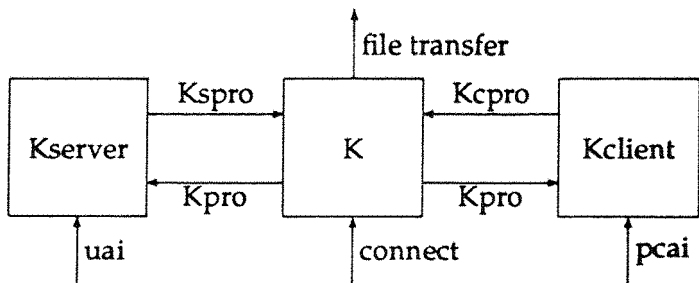 file transfer
Kspro
Kcpro
Kserver
K
Kclient
Kpro
Kpro
uai
connect
pcai